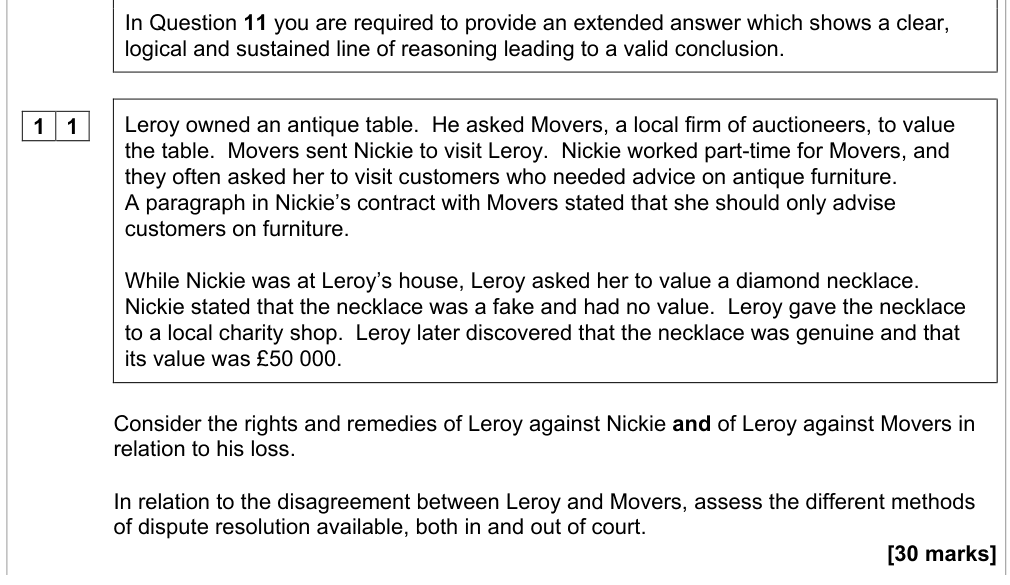 In Question 11 you are required to provide an extended answer which shows a clear,
logical and sustained line of reasoning leading to a valid conclusion.
1 1
Leroy owned an antique table. He asked Movers, a local firm of auctioneers, to value
the table. Movers sent Nickie to visit Leroy. Nickie worked part-time for Movers, and
they often asked her to visit customers who needed advice on antique furniture.
A paragraph in Nickie's contract with Movers stated that she should only advise
customers on furniture.
While Nickie was at Leroy's house, Leroy asked her to value a diamond necklace.
Nickie stated that the necklace was a fake and had no value. Leroy gave the necklace
to a local charity shop. Leroy later discovered that the necklace was genuine and that
its value was £50 000.
Consider the rights and remedies of Leroy against Nickie and of Leroy against Movers in
relation to his loss.
In relation to the disagreement between Leroy and Movers, assess the different methods
of dispute resolution available, both in and out of court.
[30 marks]